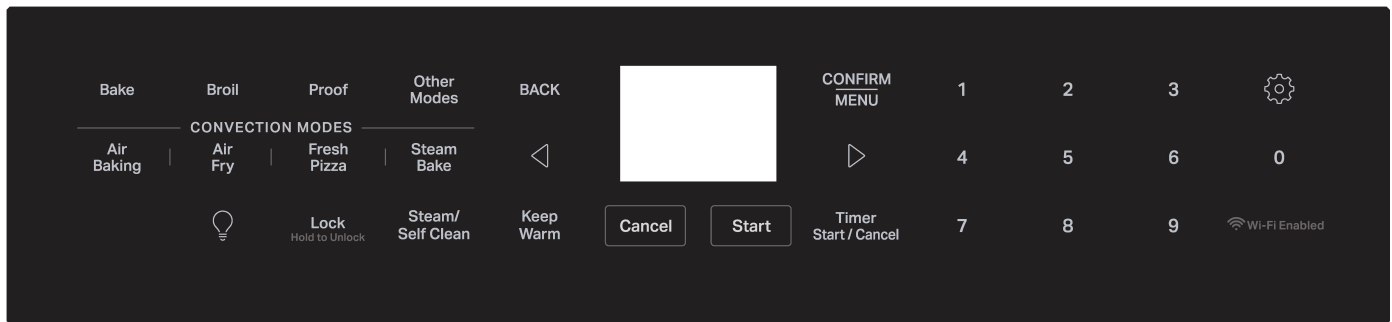 Bake Broil Proof Other Modes BACK CONFIRM MENU 1 2 3
CONVECTION MODES
Air Baking Air Fry Fresh Pizza Steam Bake 4 5 6 0
Lock Hold to Unlock Steam/ Self Clean Keep Warm Cancel Start Timer Start / Cancel 7 8 9 Wi-Fi Enabled